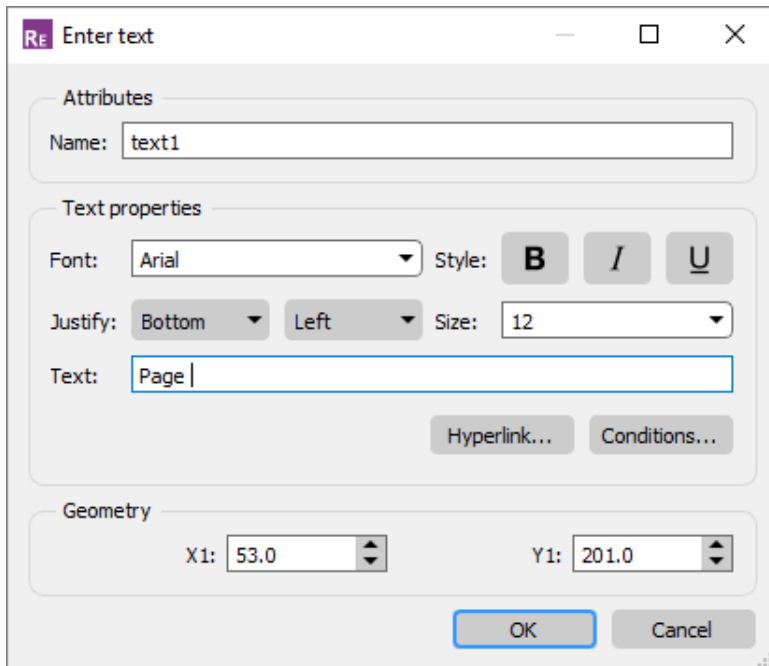 RE Enter text
Attributes
Name: text1
Text properties
Font: Arial Style: B I U
Justify: Bottom Left Size: 12
Text: Page
Hyperlink... Conditions...
Geometry
X1: 53.0 Y1: 201.0
OK Cancel